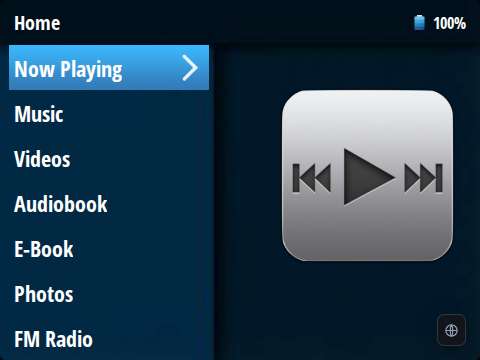 Home
100%
Now Playing
Music
Videos
Audiobook
E-Book
Photos
FM Radio